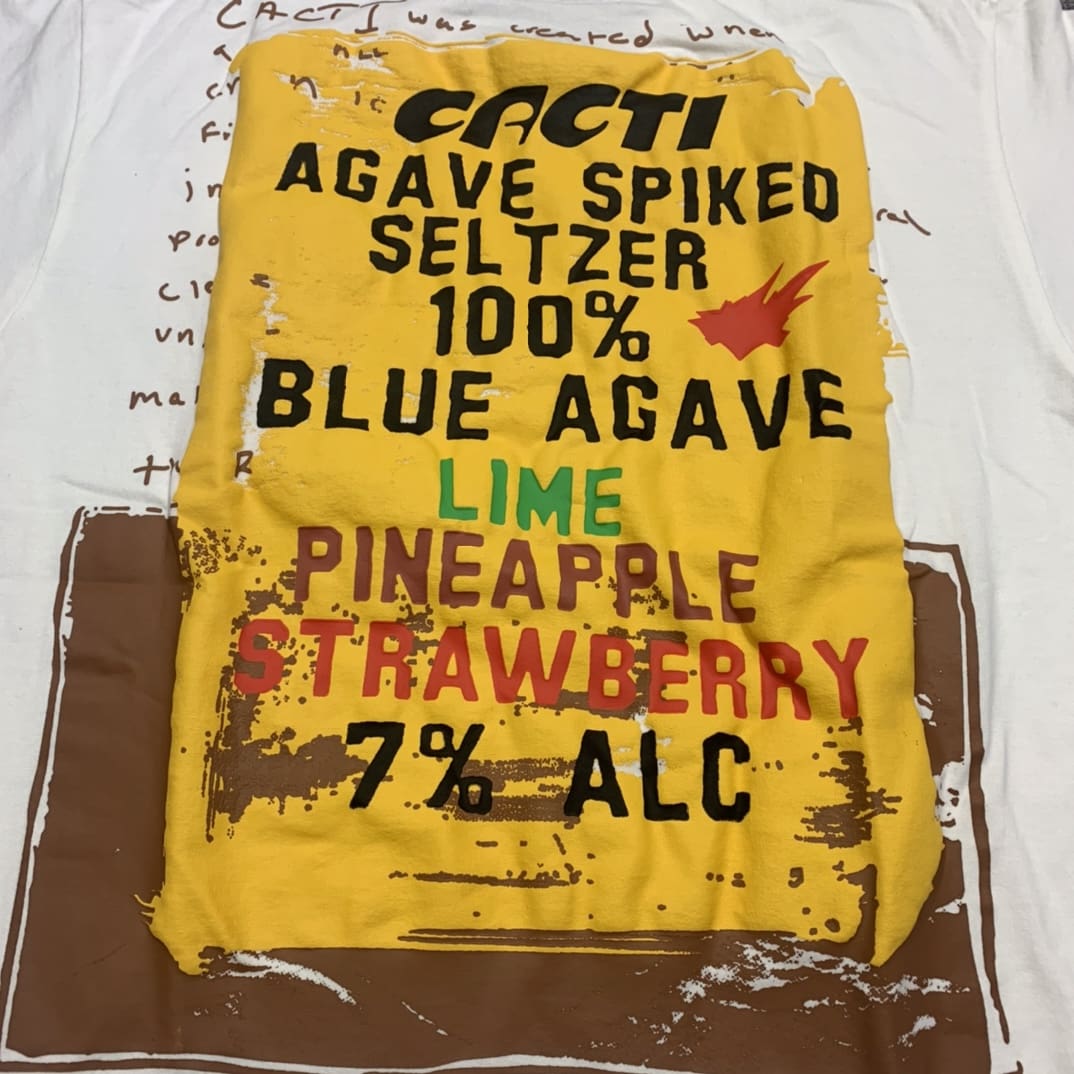 CACTI was created when
CACTI
AGAVE SPIKED
SELTZER
100%
BLUE AGAVE
LIME
PINEAPPLE
STRAWBERRY
7% ALC